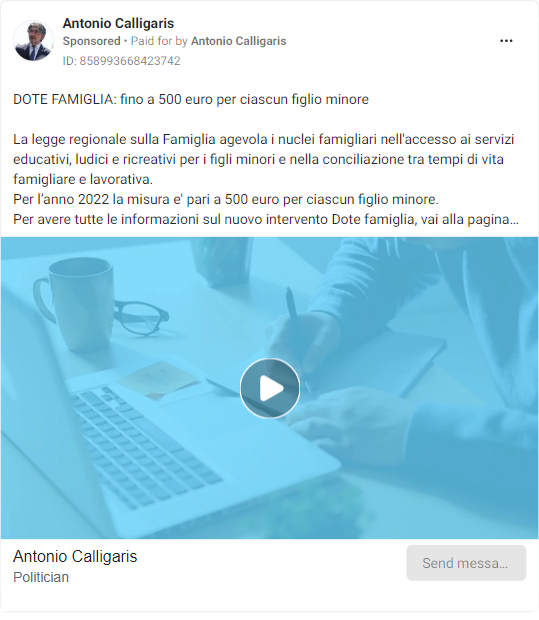 Antonio Calligaris
Sponsored • Paid for by Antonio Calligaris
ID: 858993668423742
DOTE FAMIGLIA: fino a 500 euro per ciascun figlio minore
La legge regionale sulla Famiglia agevola i nuclei famigliari nell'accesso ai servizi
educativi, ludici e ricreativi per i figli minori e nella conciliazione tra tempi di vita
famigliare e lavorativa.
Per l’anno 2022 la misura e' pari a 500 euro per ciascun figlio minore.
Per avere tutte le informazioni sul nuovo intervento Dote famiglia, vai alla pagina...
Antonio Calligaris
Politician
Send messa...